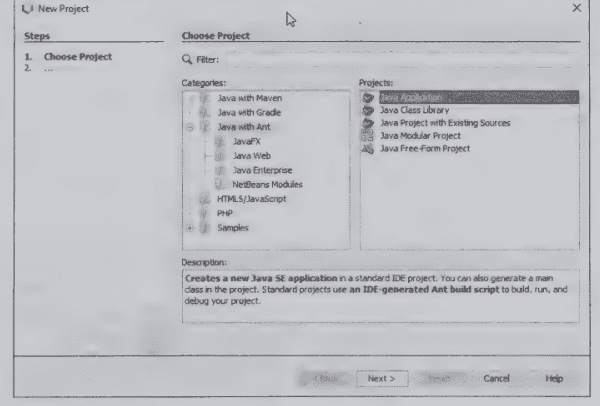 New Project
Steps
1. Choose Project
2. ...
Choose Project
Filter:
Categories:
Java with Maven
Java with Gradle
Java with Ant
JavaFX
Java Web
Java Enterprise
NetBeans Modules
HTML5/JavaScript
PHP
Samples
Projects:
Java Application
Java Class Library
Java Project with Existing Sources
Java Modular Project
Java Free-Form Project
Description:
Creates a new Java SE application in a standard IDE project. You can also generate a main
class in the project. Standard projects use an IDE-generated Ant build script to build, run, and
debug your project.
< Back
Next >
Cancel
Help